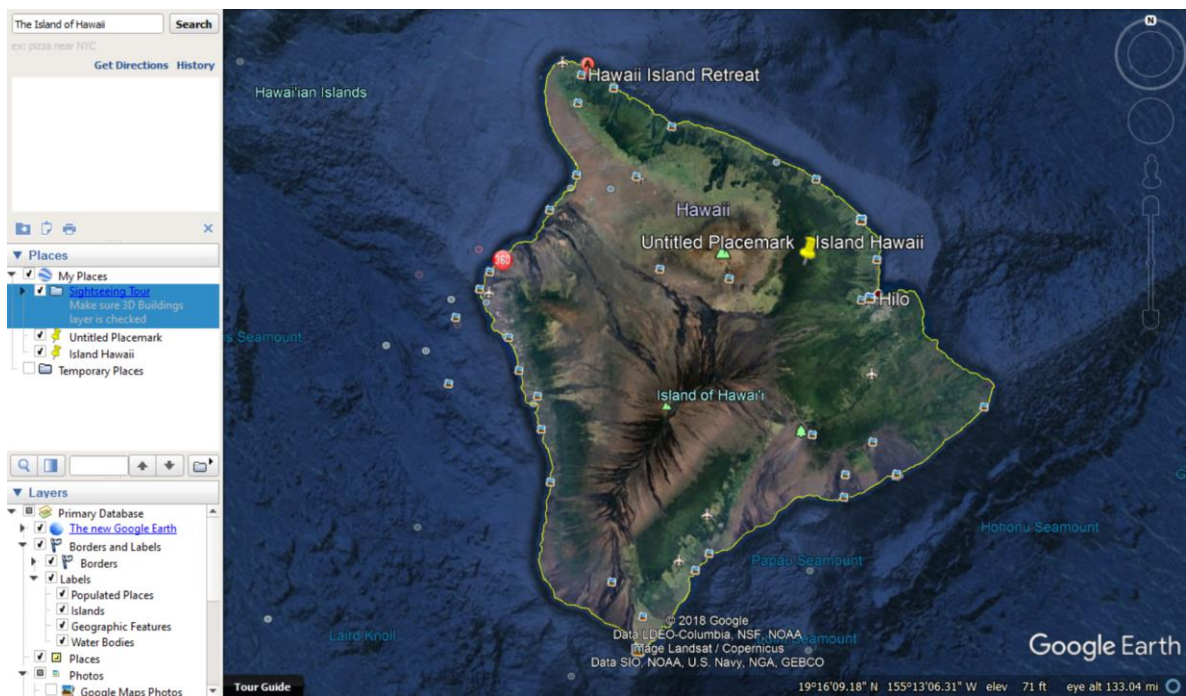 The Island of Hawaii
Search
ex: pizza near NYC
Get Directions History
Places
My Places
Sightseeing Tour
Make sure 3D Buildings
layer is checked
Untitled Placemark
Island Hawaii
Temporary Places
Layers
Primary Database
The new Google Earth
Borders and Labels
Borders
Labels
Populated Places
Islands
Geographic Features
Water Bodies
Places
Photos
Google Maps Photos
N
A
Hawaii Island Retreat
Hawai'ian Islands
Hawaii
Untitled Placemark
Island Hawaii
360
Hilo
s Seamount
Island of Hawai'i
Hohonu Seamount
Papau Seamount
Laird Knoll
Seamount
© 2018 Google
Data LDEO-Columbia, NSF, NOAA
Image Landsat / Copernicus
Data SIO, NOAA, U.S. Navy, NGA, GEBCO
Google Earth
Tour Guide
19°16'09.18" N 155°13'06.31" W elev 71 ft eye alt 133.04 mi